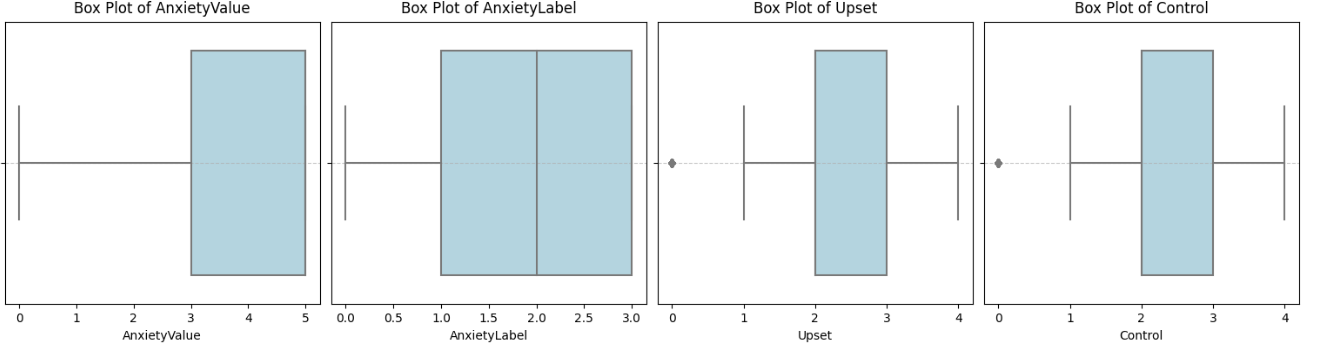 Box Plot of AnxietyValue
0 1 2 3 4 5
AnxietyValue
Box Plot of AnxietyLabel
0.0 0.5 1.0 1.5 2.0 2.5 3.0
AnxietyLabel
Box Plot of Upset
0 1 2 3 4
Upset
Box Plot of Control
0 1 2 3 4
Control